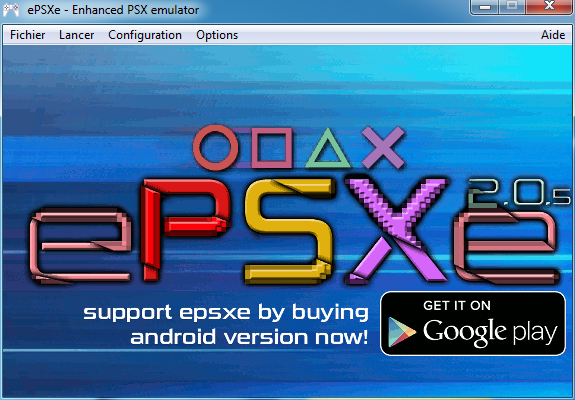 ePSXe - Enhanced PSX emulator
Fichier Lancer Configuration Options Aide
ePSXe 2.0.5
support epsxe by buying
android version now!
GET IT ON
Google play